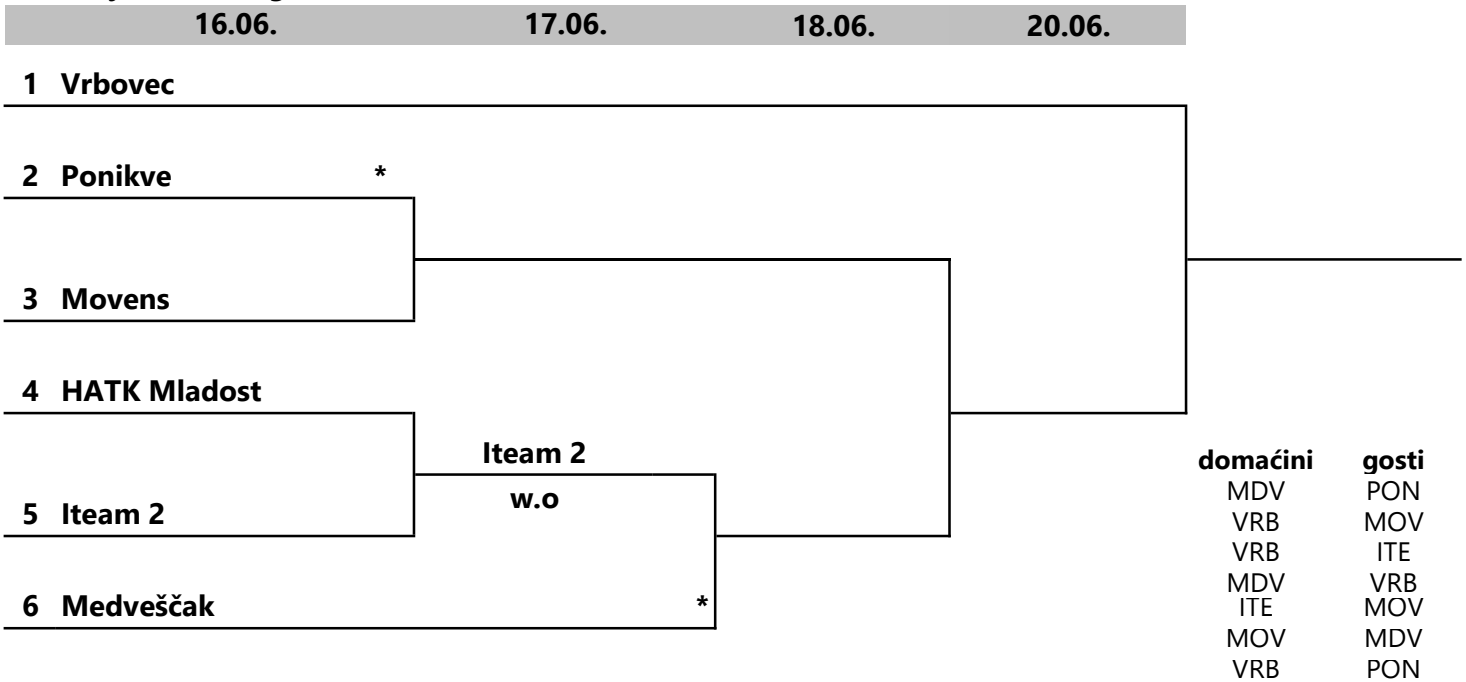 16.06. 17.06. 18.06. 20.06.
1 Vrbovec
2 Ponikve *
3 Movens
4 HATK Mladost
Iteam 2
w.o
5 Iteam 2
6 Medveščak *
domaćini gosti
MDV PON
VRB MOV
VRB ITE
MDV VRB
ITE MOV
MOV MDV
VRB PON